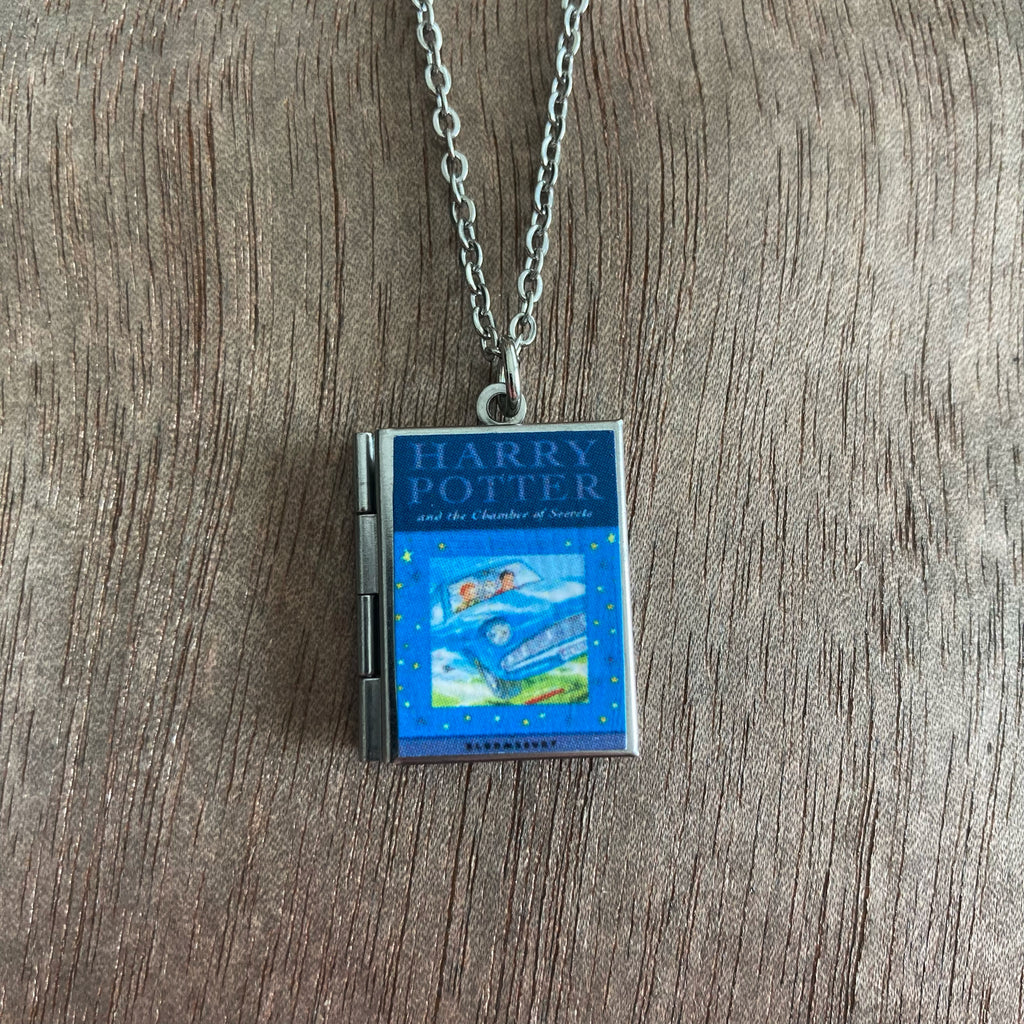 HARRY
POTTER
and the Chamber of Secrets
BLOOMSBURY